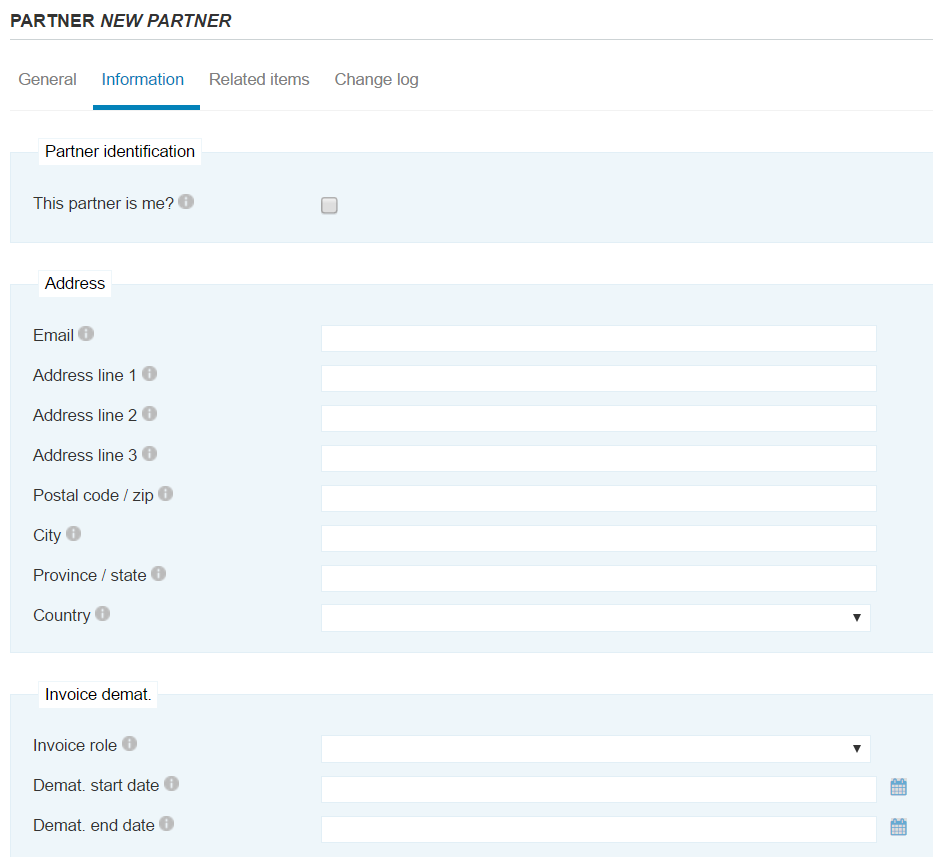 PARTNER NEW PARTNER
General Information Related items Change log
Partner identification
This partner is me?
Address
Email
Address line 1
Address line 2
Address line 3
Postal code / zip
City
Province / state
Country
Invoice demat.
Invoice role
Demat. start date
Demat. end date